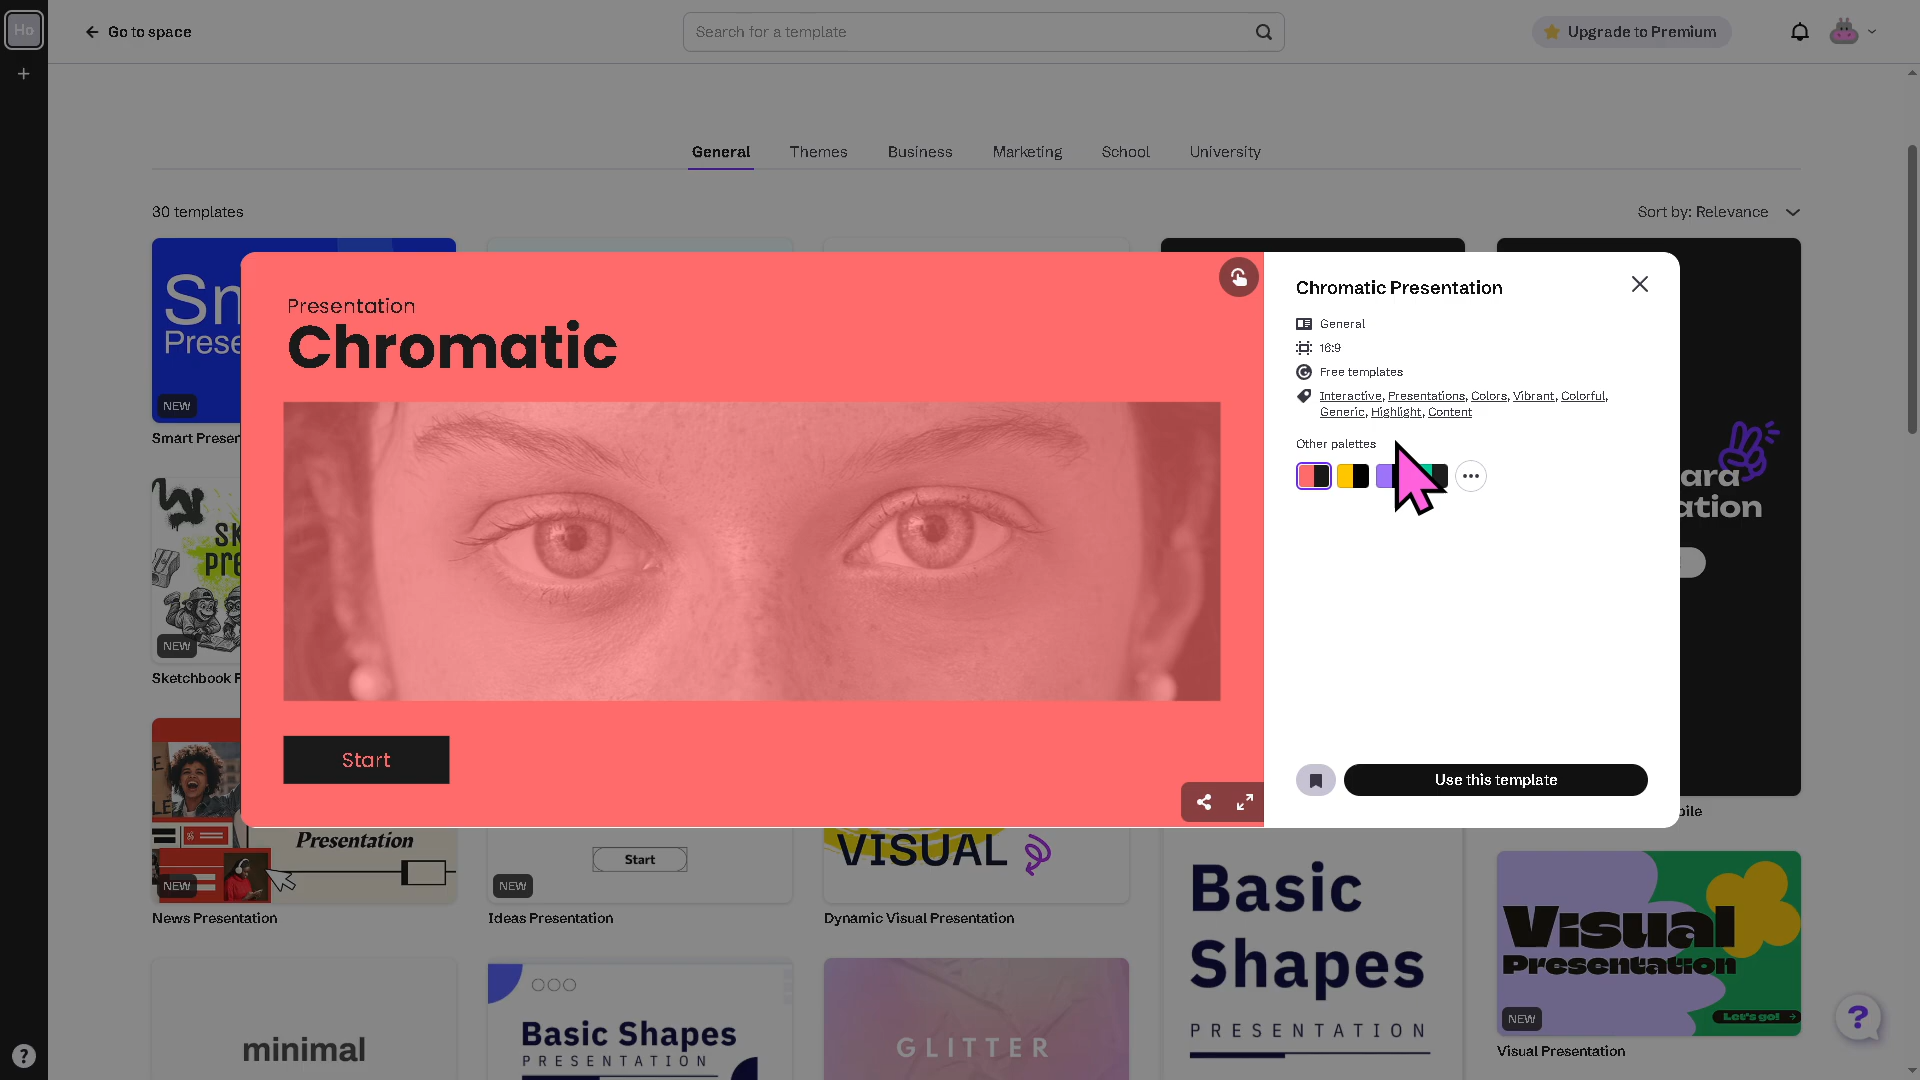 Ho
Go to space
Search for a template
Upgrade to Premium
General
Themes
Business
Marketing
School
University
30 templates
Sort by: Relevance
Presentation
Chromatic
Start
Chromatic Presentation
General
16:9
Free templates
Interactive, Presentations, Colors, Vibrant, Colorful,
Generic, Highlight, Content
Other palettes
Use this template
NEW
NEW
NEW
Presentation
News Presentation
Start
NEW
Ideas Presentation
VISUAL
Dynamic Visual Presentation
Basic
Shapes
PRESENTATION
Visual
Presentation
Let's go!
NEW
Visual Presentation
minimal
Basic Shapes
PRESENTATION
GLITTER
?
?